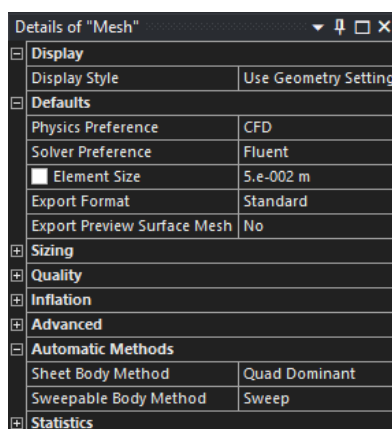 Details of "Mesh"
Display
Display Style Use Geometry Setting
Defaults
Physics Preference CFD
Solver Preference Fluent
Element Size 5.e-002 m
Export Format Standard
Export Preview Surface Mesh No
Sizing
Quality
Inflation
Advanced
Automatic Methods
Sheet Body Method Quad Dominant
Sweepable Body Method Sweep
Statistics